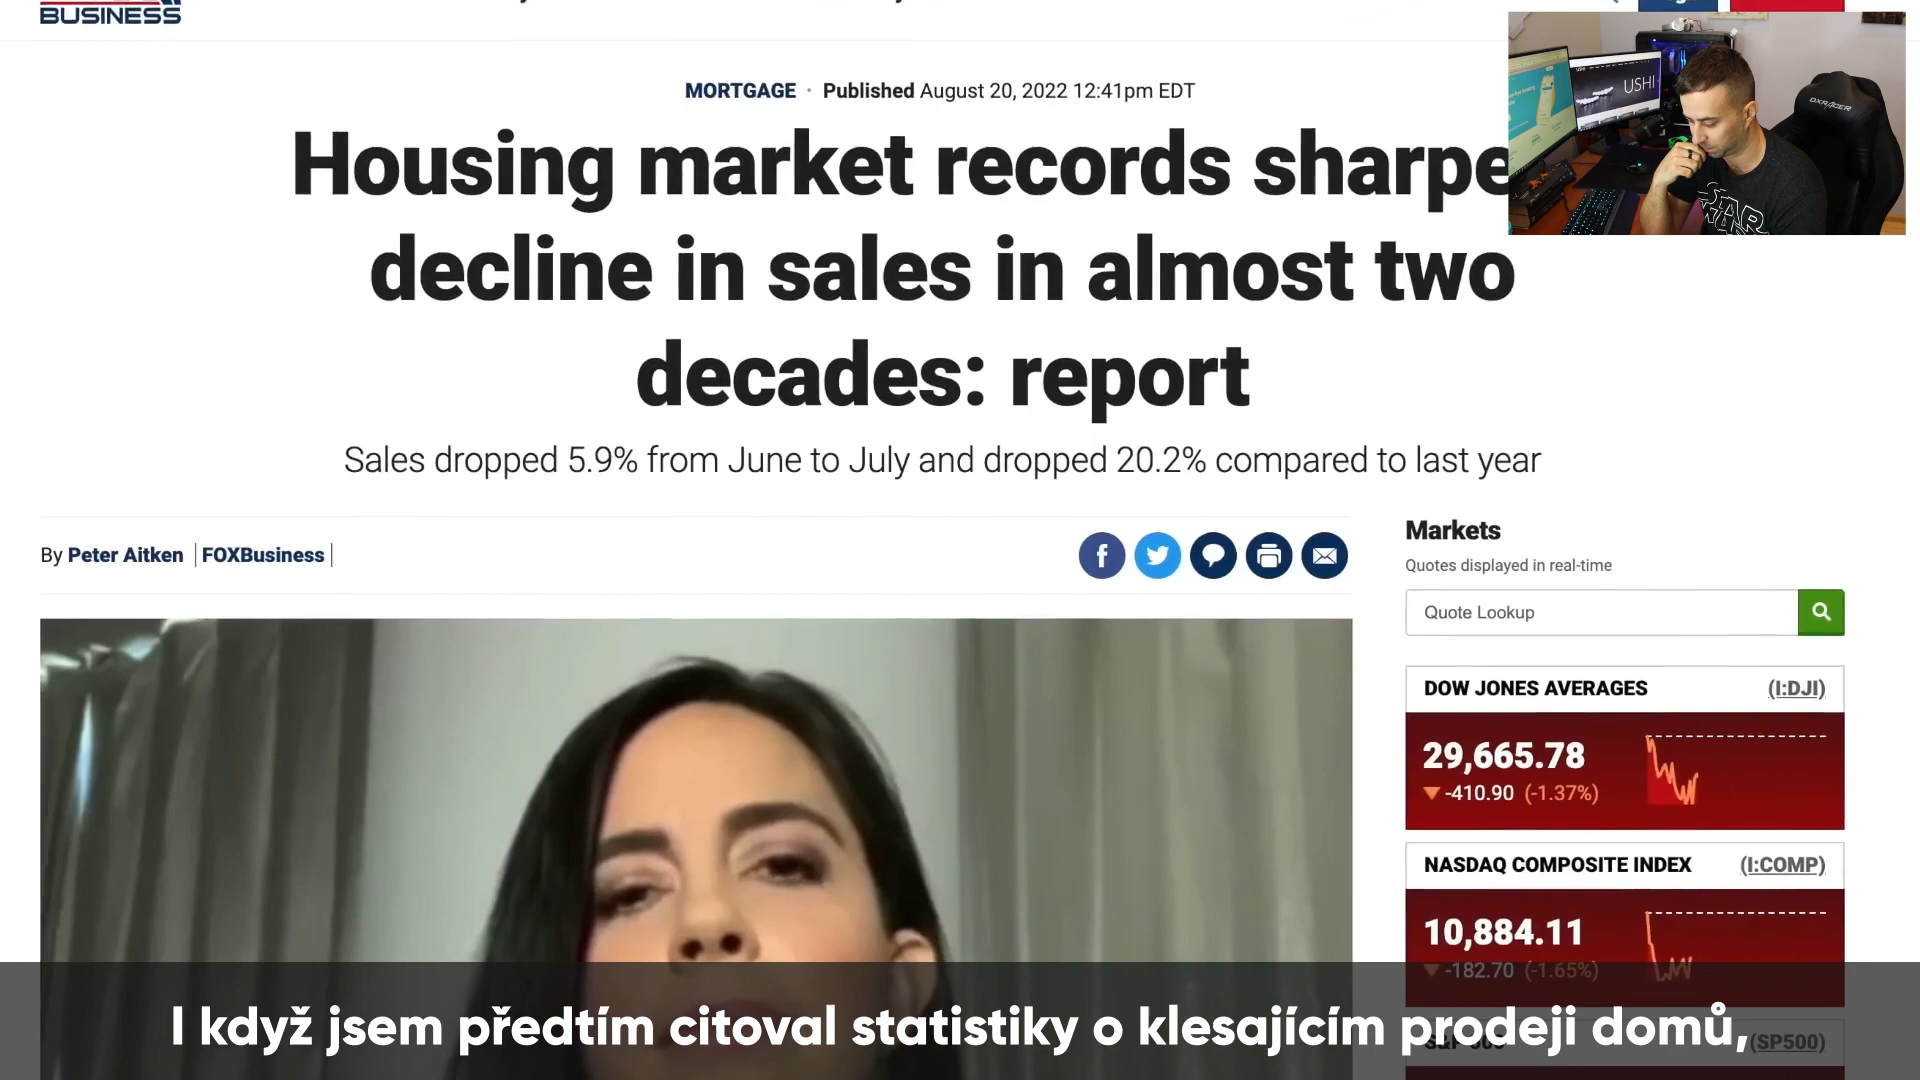 BUSINESS
MORTGAGE · Published August 20, 2022 12:41pm EDT
USHI
DXRACER
Housing market records sharpe
decline in sales in almost two
decades: report
STAR
Sales dropped 5.9% from June to July and dropped 20.2% compared to last year
By Peter Aitken | FOXBusiness |
Markets
Quotes displayed in real-time
Quote Lookup
DOW JONES AVERAGES (I:DJI)
29,665.78
▼ -410.90 (-1.37%)
NASDAQ COMPOSITE INDEX (I:COMP)
10,884.11
▼ -182.70 (-1.65%)
S&P 500 (SP500)
I když jsem předtím citoval statistiky o klesajícím prodeji domů,